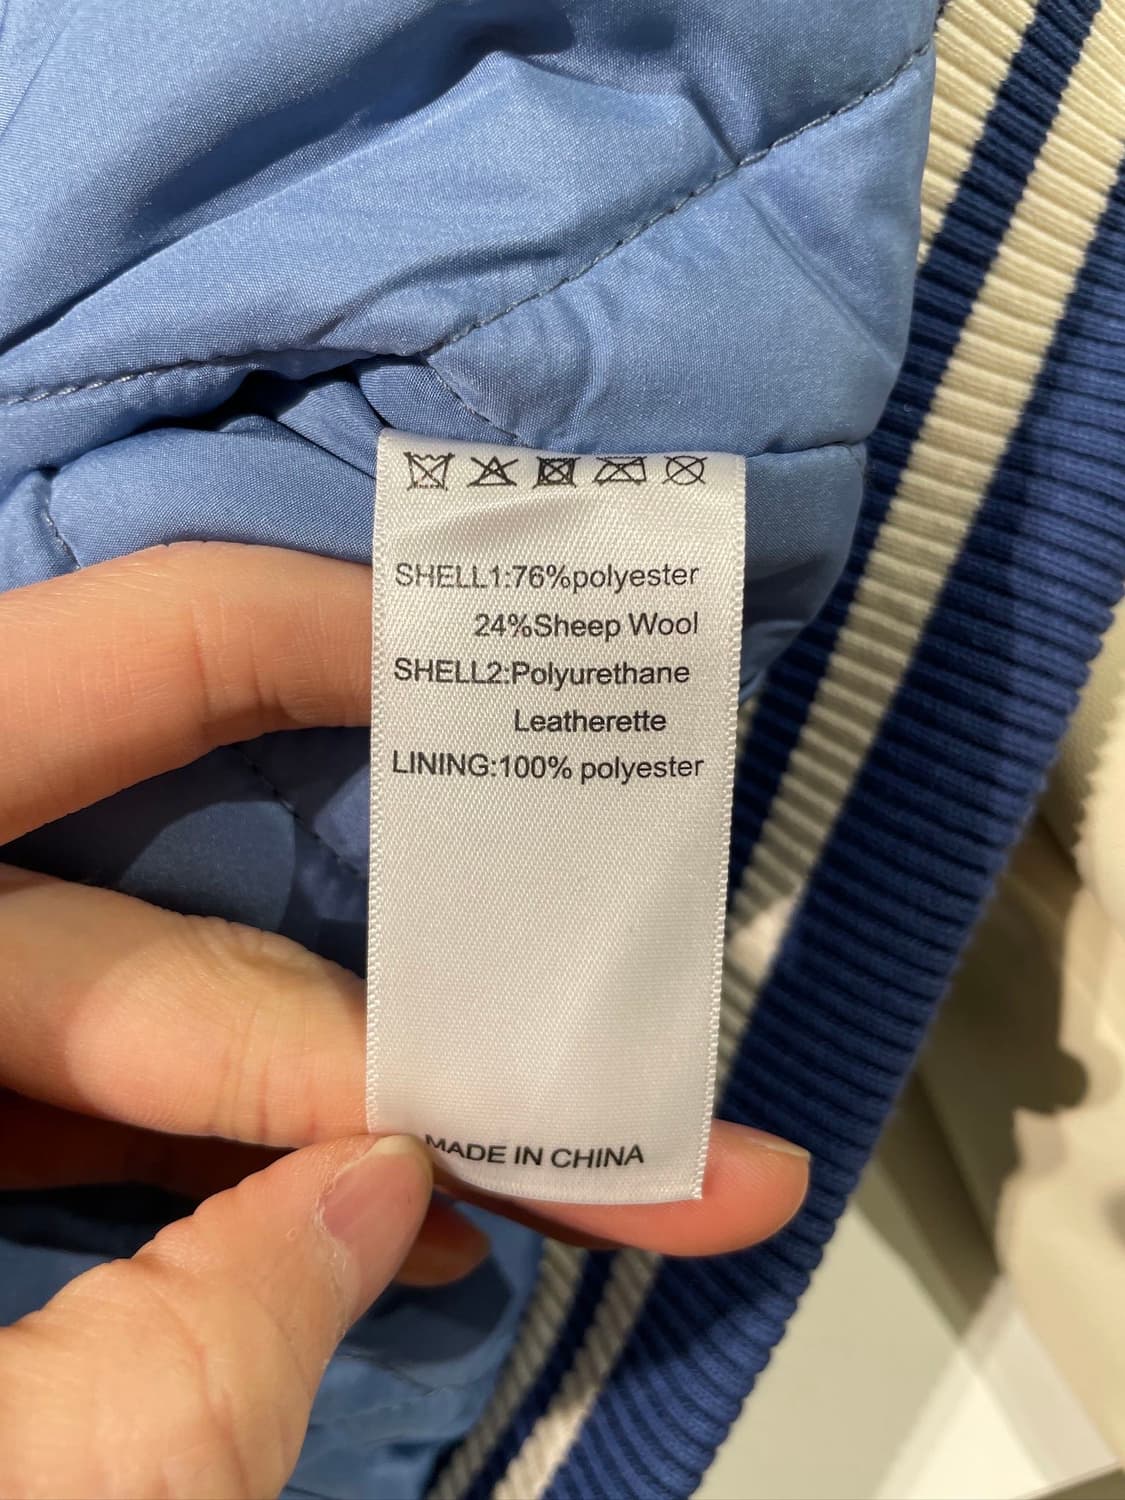 SHELL1:76%polyester
24%Sheep Wool
SHELL2:Polyurethane
Leatherette
LINING:100% polyester
MADE IN CHINA